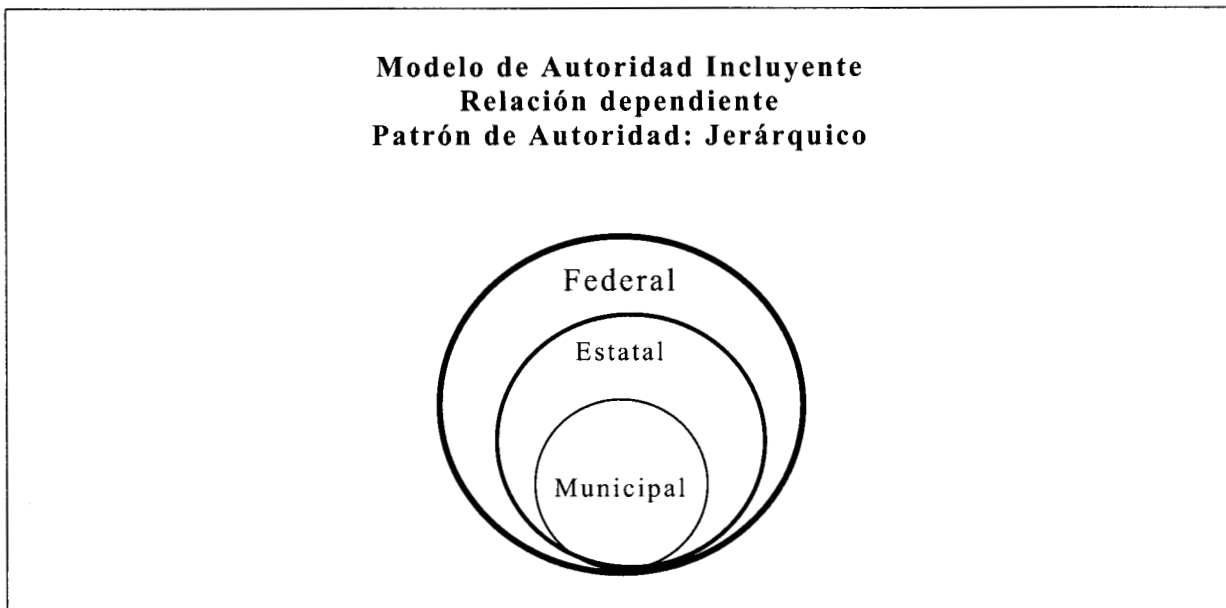 Modelo de Autoridad Incluyente
Relación dependiente
Patrón de Autoridad: Jerárquico
Federal
Estatal
Municipal